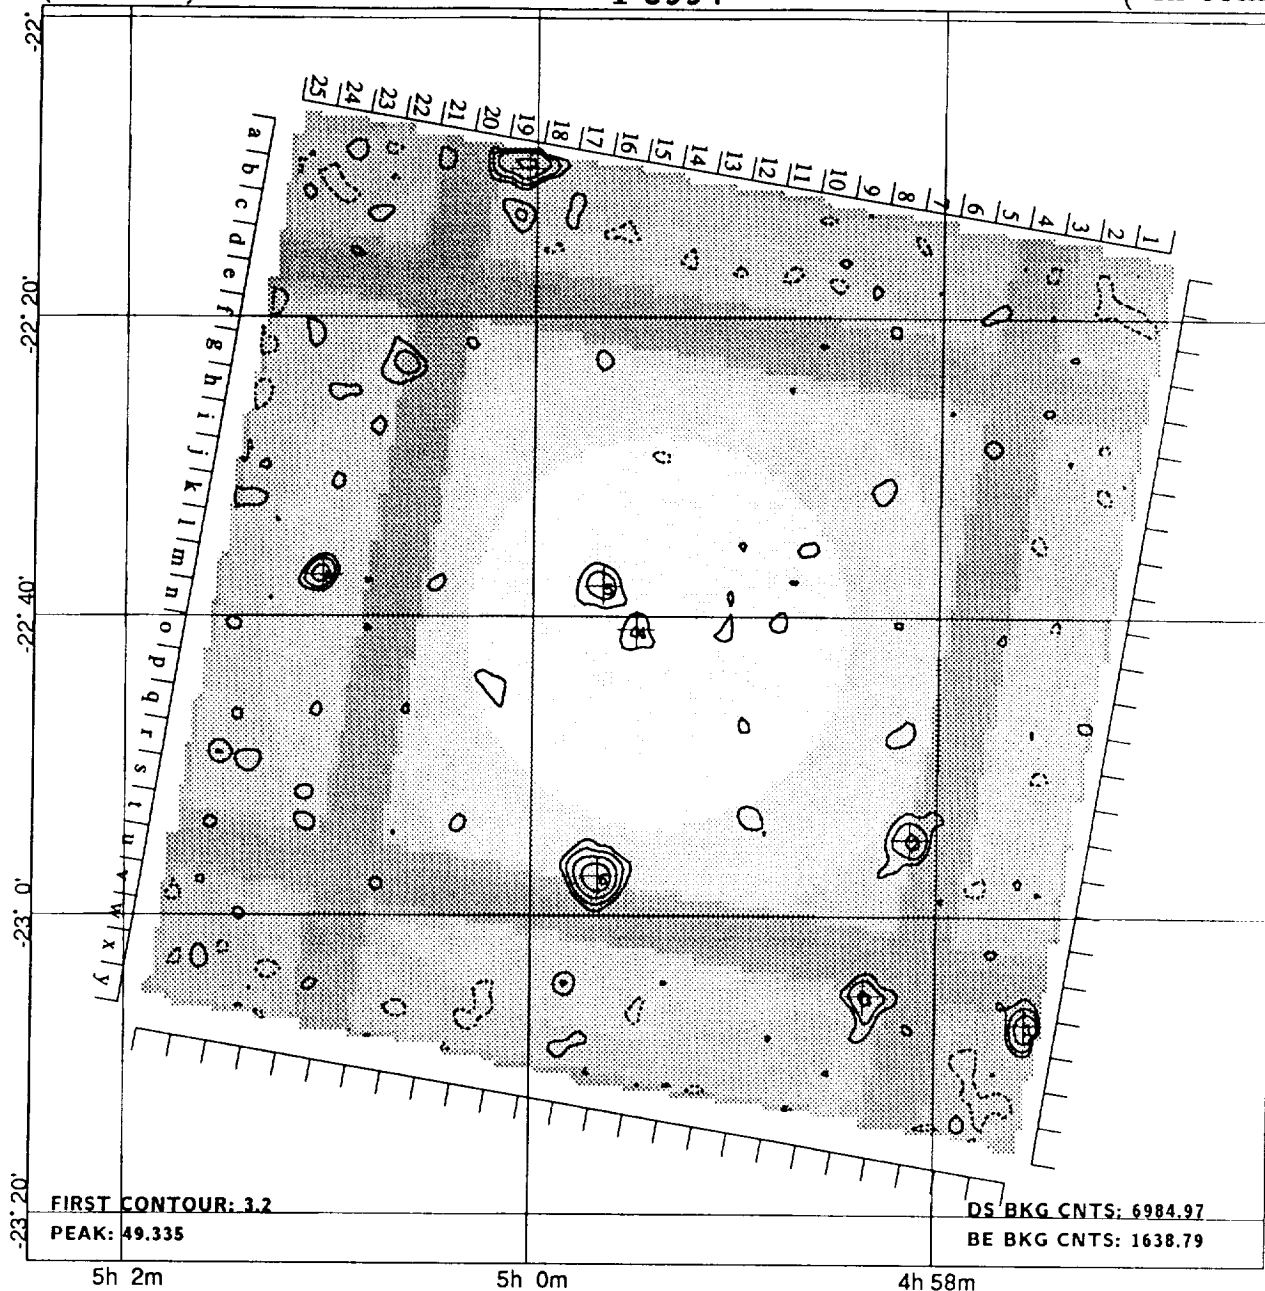 -22°
25 24 23 22 21 20 19 18 17 16 15 14 13 12 11 10 9 8 7 6 5 4 3 2 1
a b c d e f g h i j k l m n o p q r s t u v w x y
-22° 20'
-22° 40'
5
4
6
-23° 0'
-23° 20'
FIRST CONTOUR: 3.2
PEAK: 49.335
DS BKG CNTS: 6984.97
BE BKG CNTS: 1638.79
5h 2m
5h 0m
4h 58m